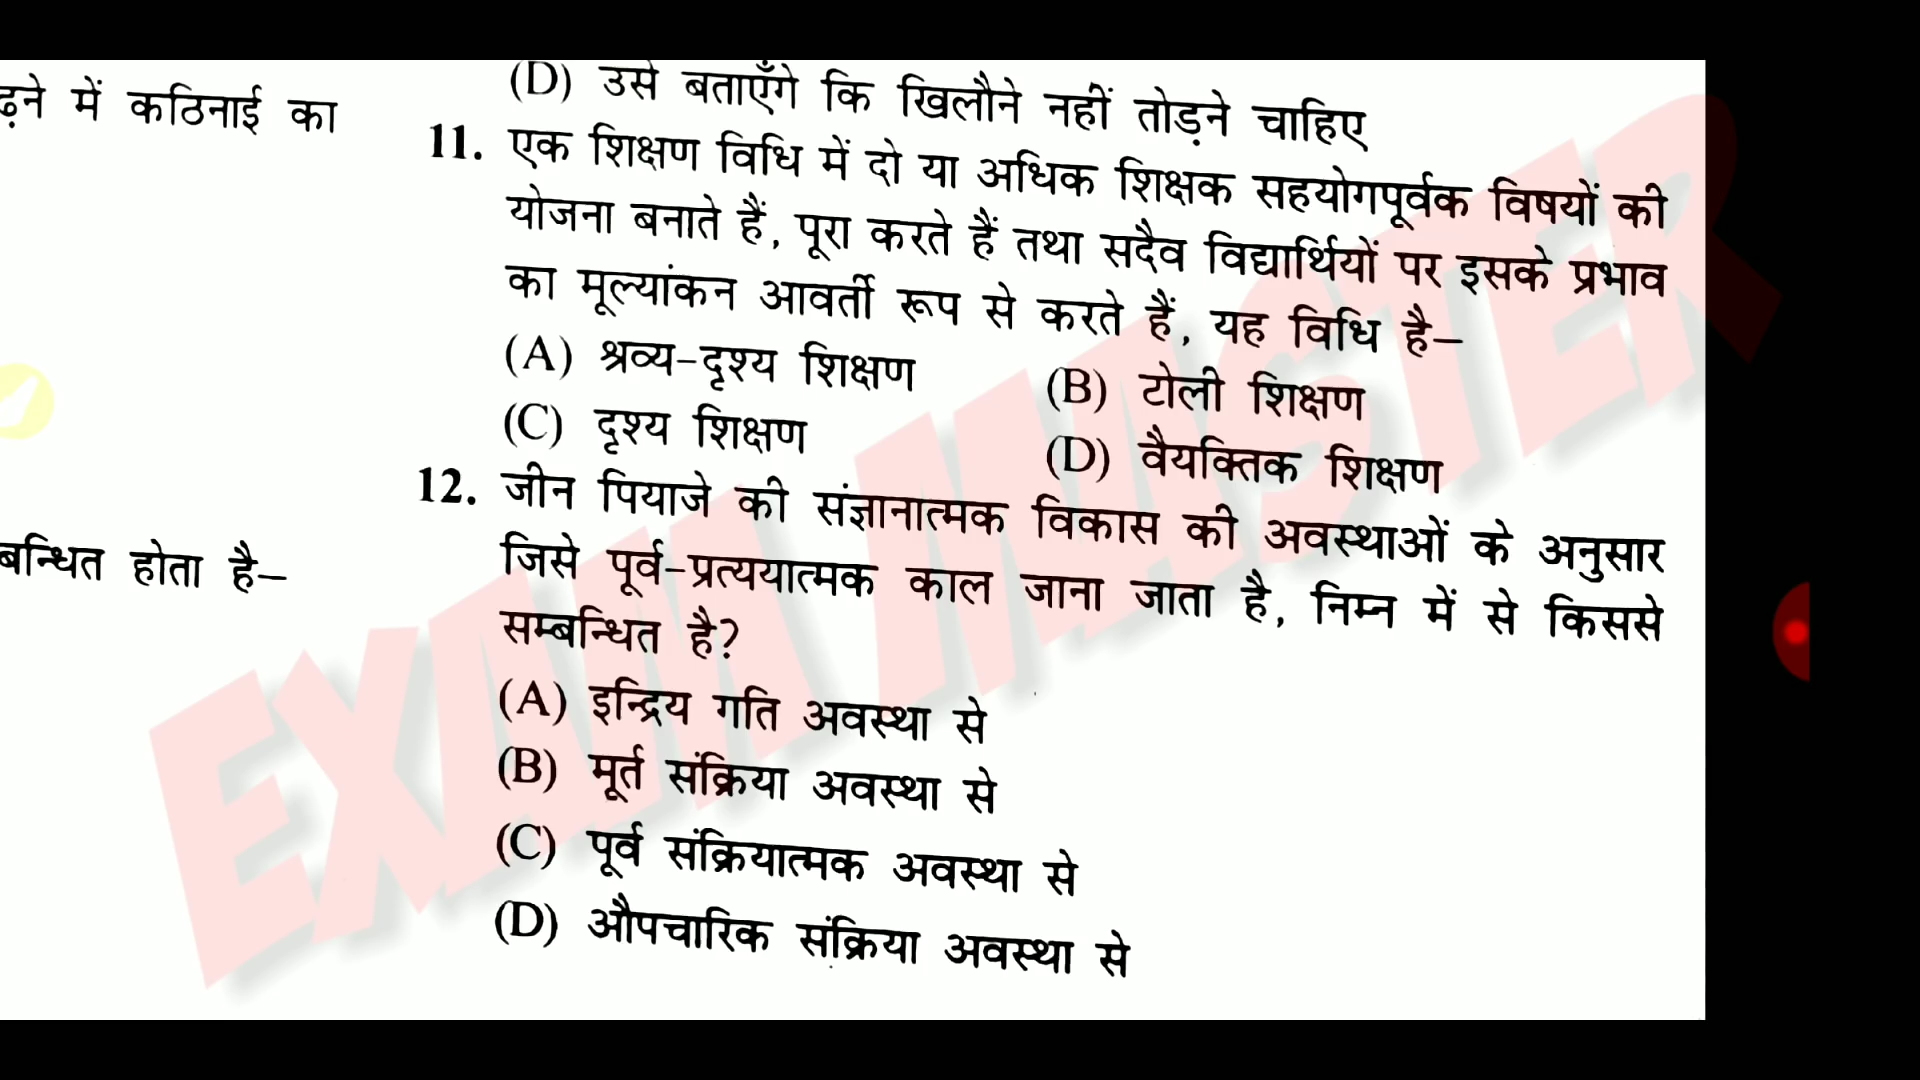 ढ़ने में कठिनाई का
बन्धित होता है–
(D) उसे बताएँगे कि खिलौने नहीं तोड़ने चाहिए
11. एक शिक्षण विधि में दो या अधिक शिक्षक सहयोगपूर्वक विषयों की
योजना बनाते हैं, पूरा करते हैं तथा सदैव विद्यार्थियों पर इसके प्रभाव
का मूल्यांकन आवर्ती रूप से करते हैं, यह विधि है–
(A) श्रव्य-दृश्य शिक्षण (B) टोली शिक्षण
(C) दृश्य शिक्षण (D) वैयक्तिक शिक्षण
12. जीन पियाजे की संज्ञानात्मक विकास की अवस्थाओं के अनुसार
जिसे पूर्व-प्रत्ययात्मक काल जाना जाता है, निम्न में से किससे
सम्बन्धित है?
(A) इन्द्रिय गति अवस्था से
(B) मूर्त संक्रिया अवस्था से
(C) पूर्व संक्रियात्मक अवस्था से
(D) औपचारिक संक्रिया अवस्था से
EXAM MASTER